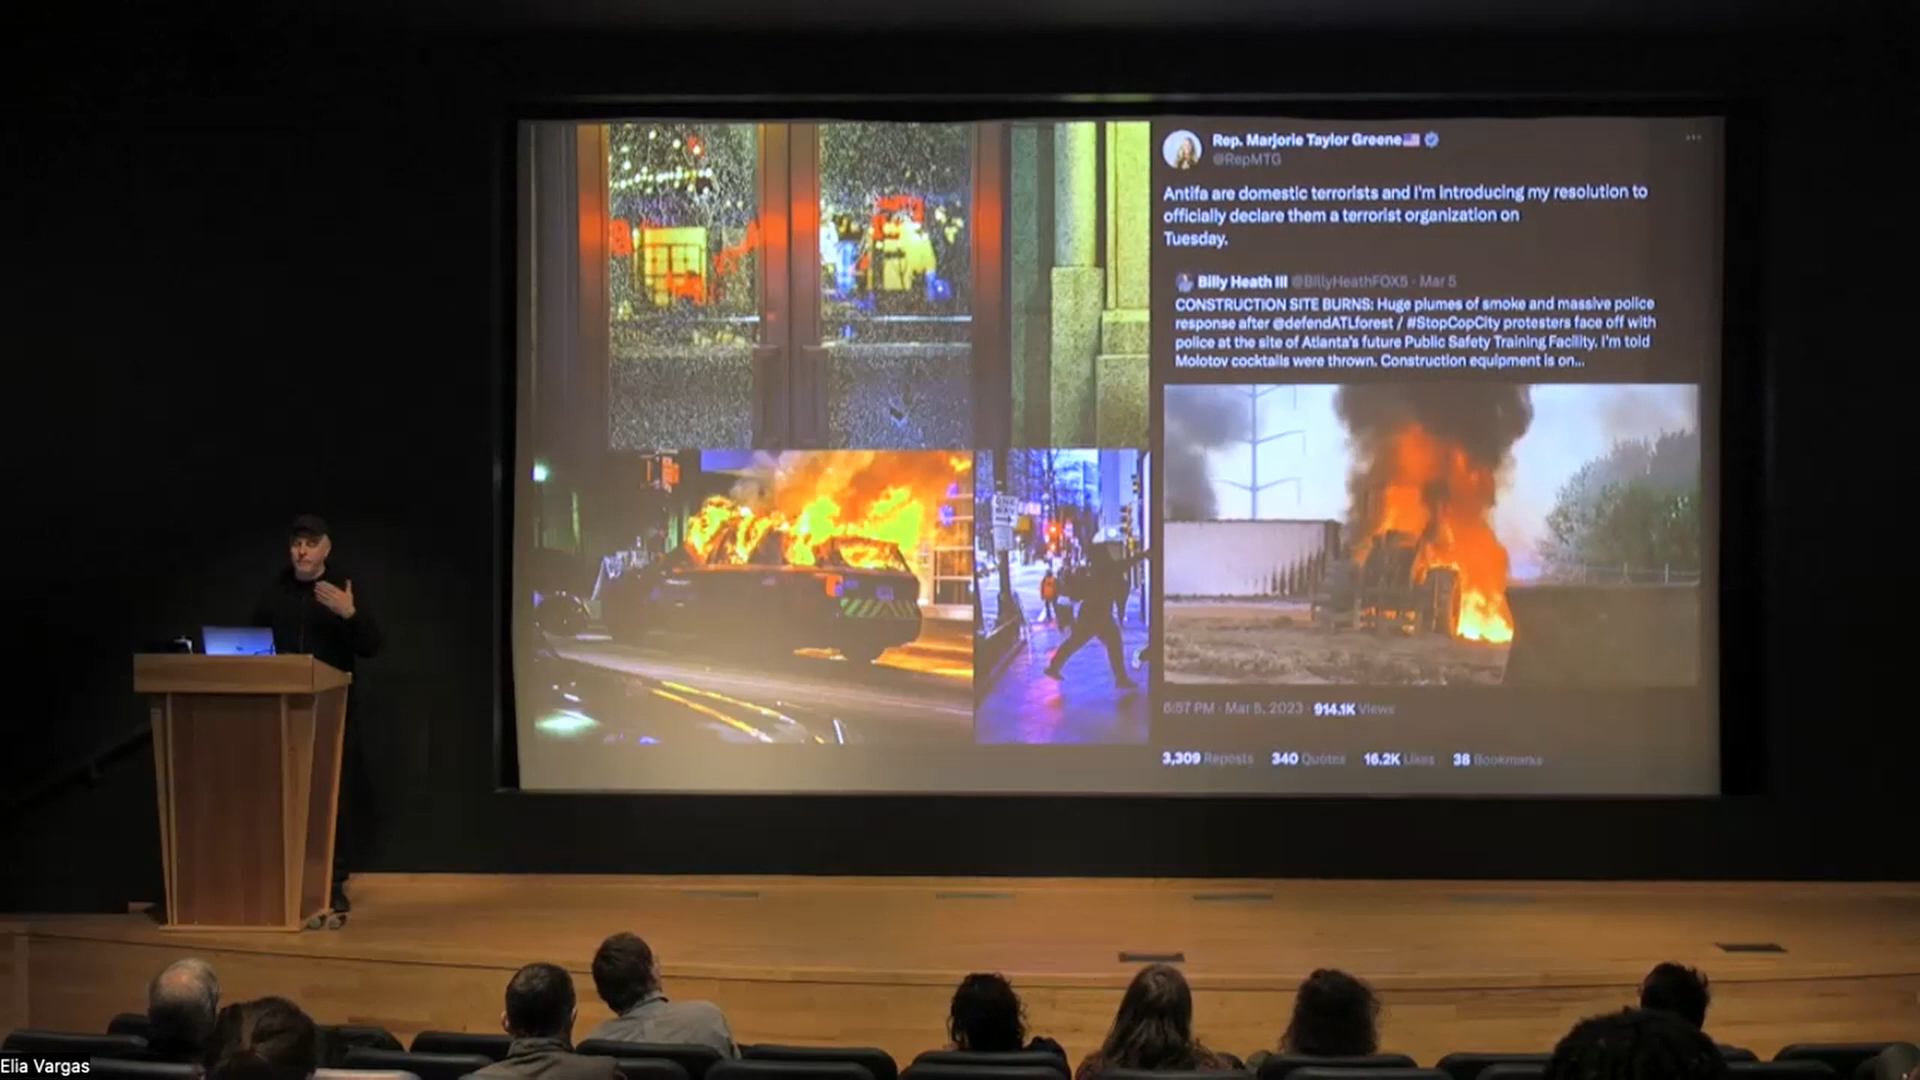 Rep. Marjorie Taylor Greene
@RepMTG
Antifa are domestic terrorists and I'm introducing my resolution to
officially declare them a terrorist organization on
Tuesday.
Billy Heath III @BillyHeathFOX5 · Mar 5
CONSTRUCTION SITE BURNS: Huge plumes of smoke and massive police
response after @defendATLforest / #StopCopCity protesters face off with
police at the site of Atlanta's future Public Safety Training Facility. I'm told
Molotov cocktails were thrown. Construction equipment is on...
6:57 PM · Mar 5, 2023 · 914.1K Views
3,309 Reposts 340 Quotes 16.2K Likes 38 Bookmarks
Elia Vargas